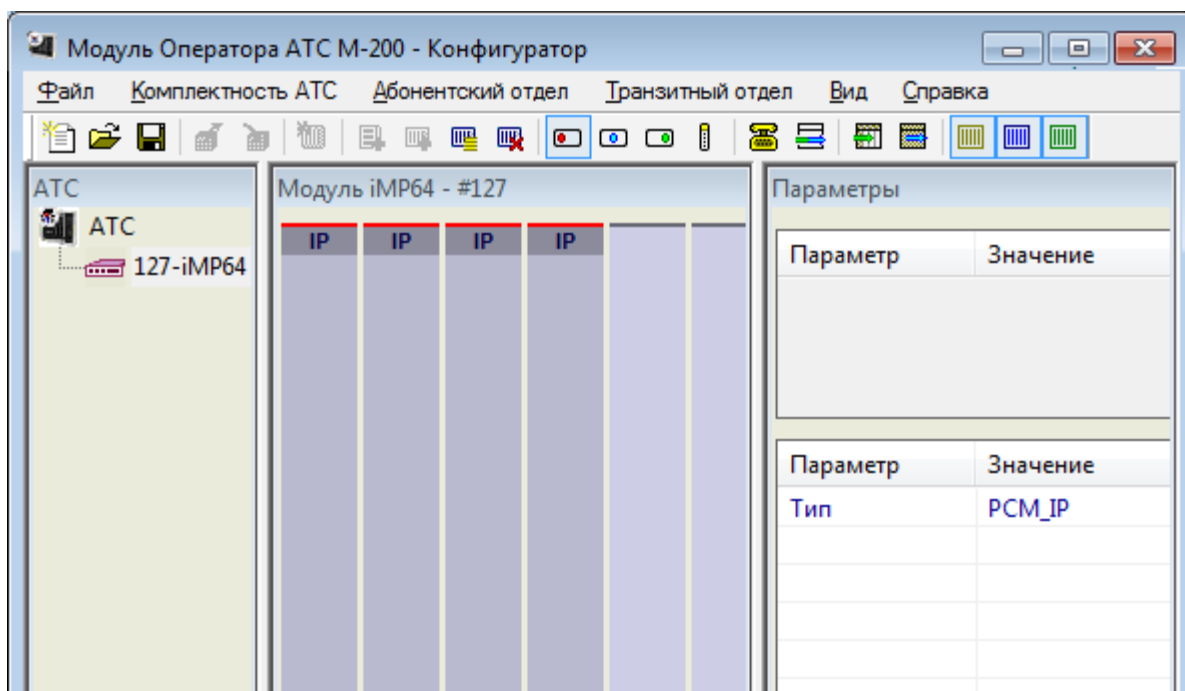 Модуль Оператора АТС М-200 - Конфигуратор
Файл Комплектность АТС Абонентский отдел Транзитный отдел Вид Справка
АТС
Модуль iMP64 - #127
Параметры
АТС
127-iMP64
IP IP IP IP
Параметр Значение
Параметр Значение
Тип PCM_IP